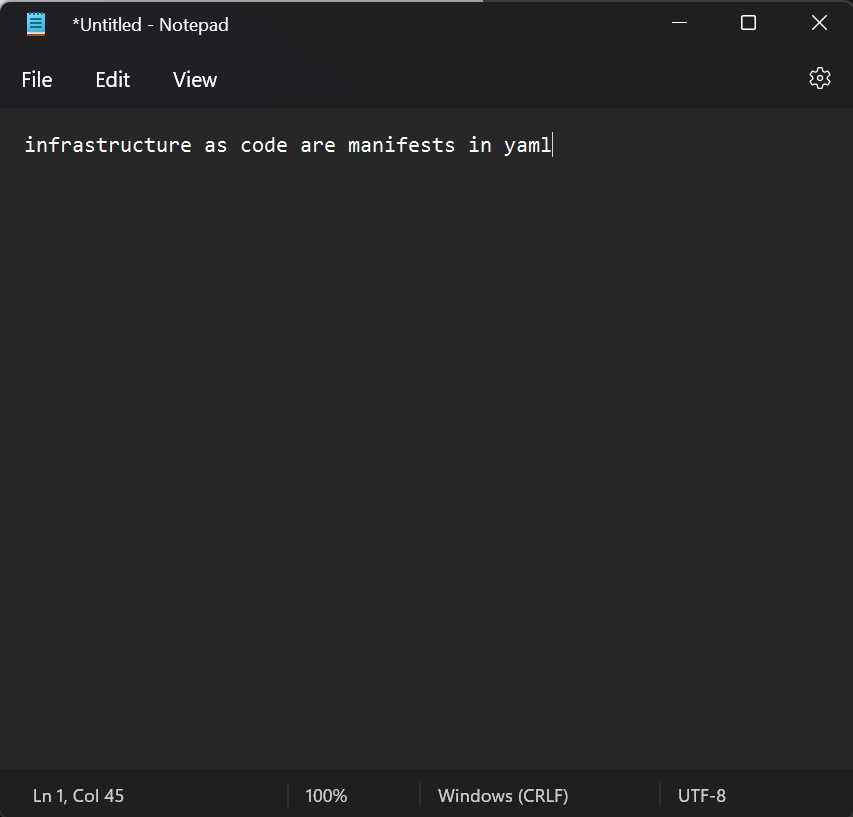 *Untitled - Notepad
File Edit View
infrastructure as code are manifests in yaml
Ln 1, Col 45 100% Windows (CRLF) UTF-8